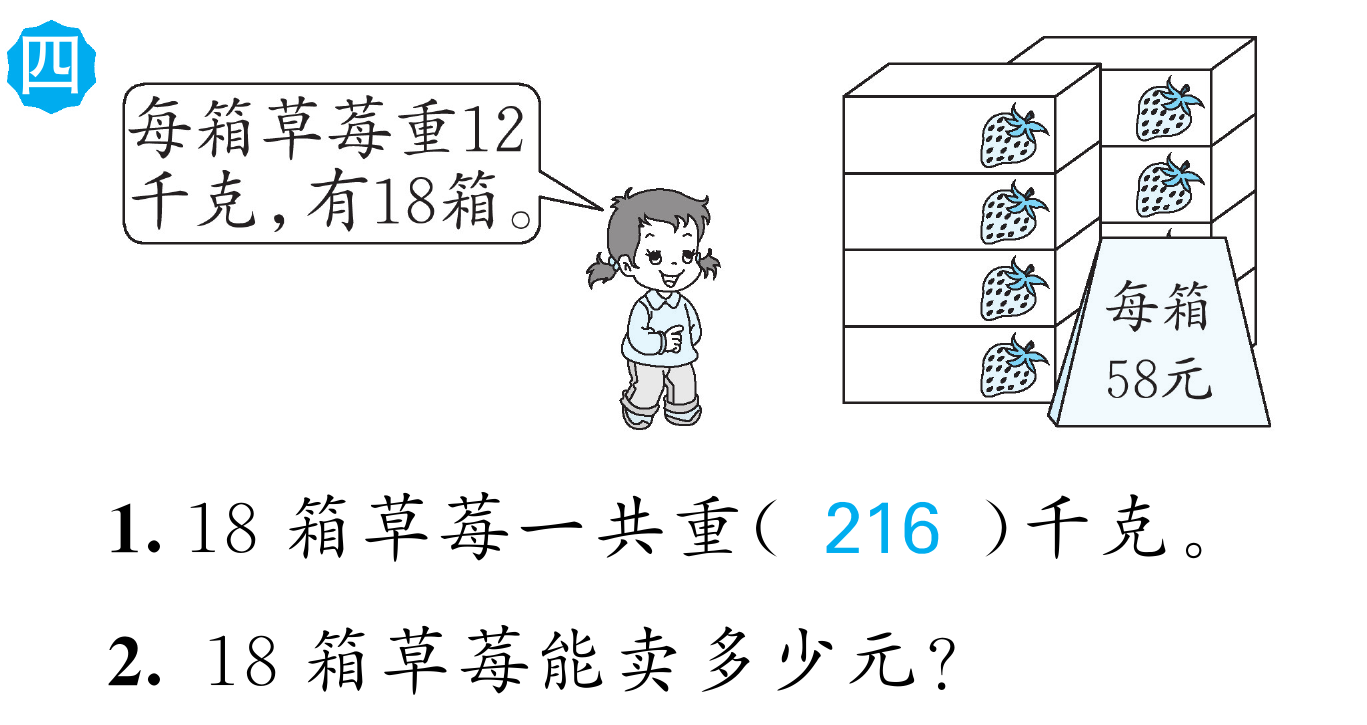 四
每箱草莓重12
千克，有18箱。
每箱
58元
1. 18 箱草莓一共重( 216 )千克。
2. 18 箱草莓能卖多少元?